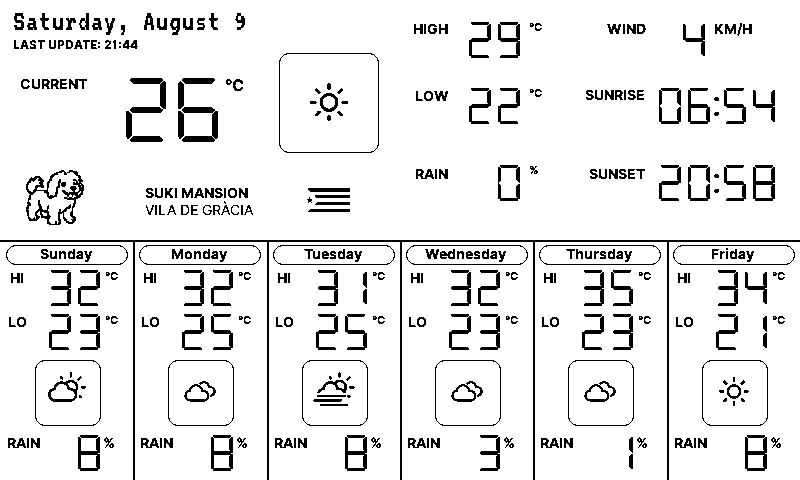 Saturday, August 9
LAST UPDATE: 21:44
CURRENT 26 °C
HIGH 29 °C
LOW 22 °C
RAIN 0 %
WIND 4 KM/H
SUNRISE 06:54
SUNSET 20:58
SUKI MANSION
VILA DE GRÀCIA
Sunday
HI 32 °C
LO 23 °C
RAIN 8 %
Monday
HI 32 °C
LO 25 °C
RAIN 8 %
Tuesday
HI 31 °C
LO 25 °C
RAIN 8 %
Wednesday
HI 32 °C
LO 23 °C
RAIN 3 %
Thursday
HI 35 °C
LO 23 °C
RAIN 1 %
Friday
HI 34 °C
LO 21 °C
RAIN 8 %